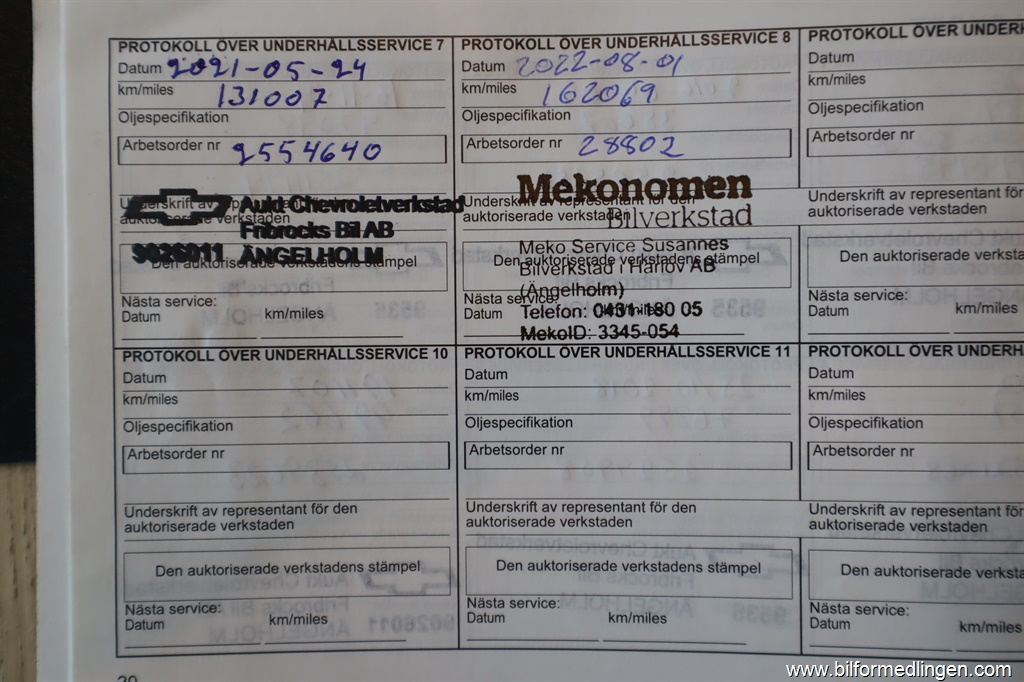 PROTOKOLL ÖVER UNDERHÅLLSSERVICE 7
Datum 2021-05-24
km/miles 131007
Oljespecifikation
Arbetsorder nr 2554640
Underskrift av representant för den
auktoriserade verkstaden
Aukt Chevroletverkstad
Fribrocks Bil AB
9026011 ÄNGELHOLM
Den auktoriserade verkstadens stämpel
Nästa service:
Datum km/miles
PROTOKOLL ÖVER UNDERHÅLLSSERVICE 8
Datum 2022-08-01
km/miles 162069
Oljespecifikation
Arbetsorder nr 28802
Underskrift av representant för den
auktoriserade verkstaden
Mekonomen
Bilverkstad
Meko Service Susannes
Den auktoriserade verkstadens stämpel
Bilverkstad i Härlöv AB
(Ängelholm)
Nästa service:
Datum km/miles
Telefon: 0431-180 05
MekoID: 3345-054
PROTOKOLL ÖVER UNDERH
Datum
km/miles
Oljespecifikation
Arbetsorder nr
Underskrift av representant för
auktoriserade verkstaden
Den auktoriserade verksta
Nästa service:
Datum km/miles
PROTOKOLL ÖVER UNDERHÅLLSSERVICE 10
Datum
km/miles
Oljespecifikation
Arbetsorder nr
Underskrift av representant för den
auktoriserade verkstaden
Den auktoriserade verkstadens stämpel
Nästa service:
Datum km/miles
PROTOKOLL ÖVER UNDERHÅLLSSERVICE 11
Datum
km/miles
Oljespecifikation
Arbetsorder nr
Underskrift av representant för den
auktoriserade verkstaden
Den auktoriserade verkstadens stämpel
Nästa service:
Datum km/miles
PROTOKOLL ÖVER UNDERH
Datum
km/miles
Oljespecifikation
Arbetsorder nr
Underskrift av representant för
auktoriserade verkstaden
Den auktoriserade verksta
Nästa service:
Datum km/miles
www.bilformedlingen.com